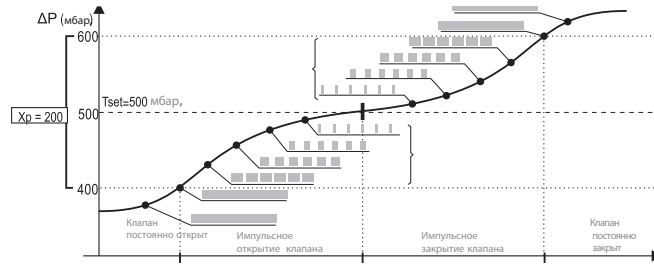 ΔP (мбар)
600
Tset=500 мбар,
Xp = 200
500
400
Клапан
постоянно открыт
Импульсное
открытие клапана
Импульсное
закрытие клапана
Клапан
постоянно
закрыт